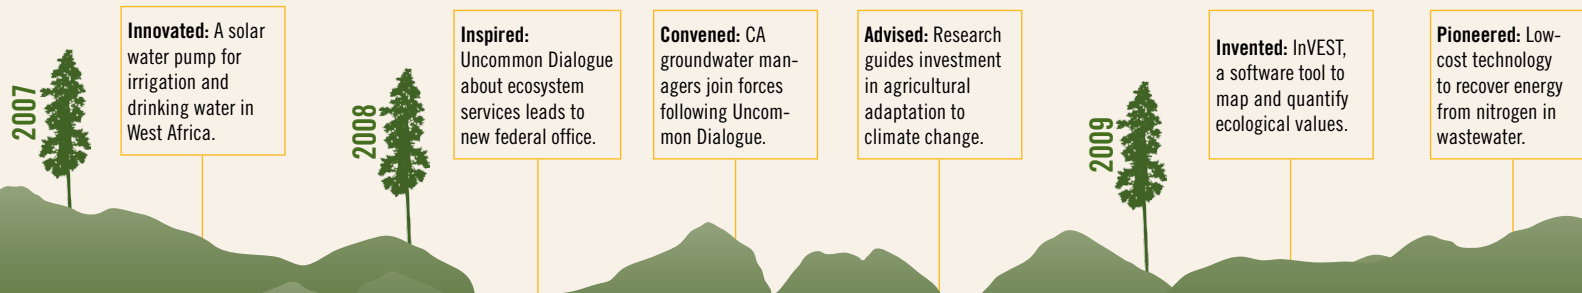 2007
Innovated: A solar
water pump for
irrigation and
drinking water in
West Africa.
2008
Inspired:
Uncommon Dialogue
about ecosystem
services leads to
new federal office.
Convened: CA
groundwater man-
agers join forces
following Uncom-
mon Dialogue.
Advised: Research
guides investment
in agricultural
adaptation to
climate change.
2009
Invented: InVEST,
a software tool to
map and quantify
ecological values.
Pioneered: Low-
cost technology
to recover energy
from nitrogen in
wastewater.